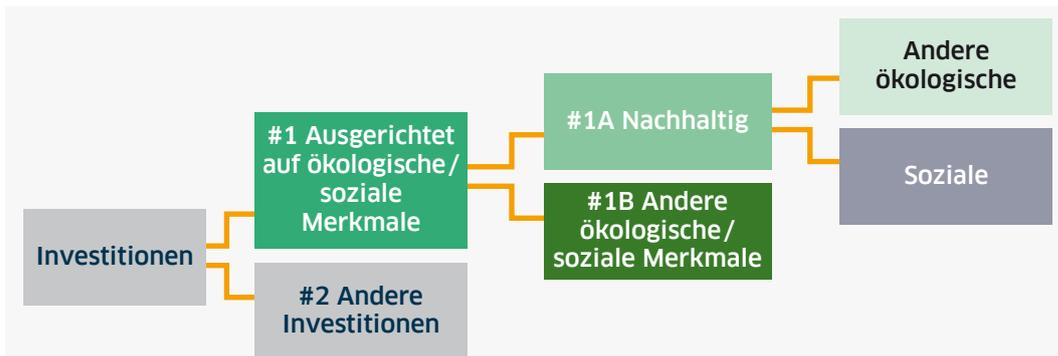 Investitionen
#1 Ausgerichtet
auf ökologische/
soziale
Merkmale
#2 Andere
Investitionen
#1A Nachhaltig
#1B Andere
ökologische/
soziale Merkmale
Andere
ökologische
Soziale